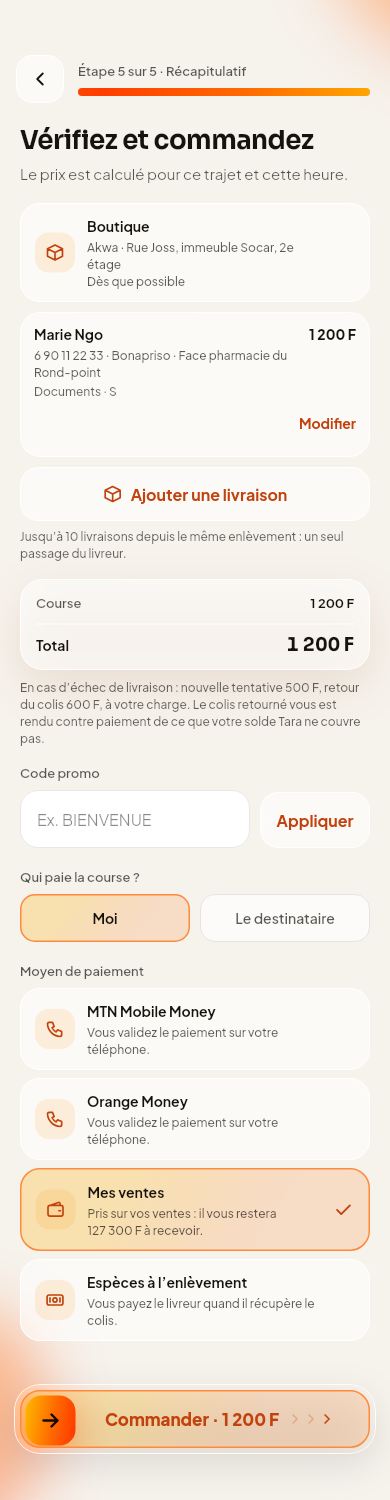 Étape 5 sur 5 · Récapitulatif
Vérifiez et commandez
Le prix est calculé pour ce trajet et cette heure.
Boutique
Akwa · Rue Joss, immeuble Socar, 2e
étage
Dès que possible
Marie Ngo 1 200 F
6 90 11 22 33 · Bonapriso · Face pharmacie du
Rond-point
Documents · S
Modifier
Ajouter une livraison
Jusqu’à 10 livraisons depuis le même enlèvement : un seul
passage du livreur.
Course 1 200 F
Total 1 200 F
En cas d’échec de livraison : nouvelle tentative 500 F, retour
du colis 600 F, à votre charge. Le colis retourné vous est
rendu contre paiement de ce que votre solde Tara ne couvre
pas.
Code promo
Ex. BIENVENUE Appliquer
Qui paie la course ?
Moi Le destinataire
Moyen de paiement
MTN Mobile Money
Vous validez le paiement sur votre
téléphone.
Orange Money
Vous validez le paiement sur votre
téléphone.
Mes ventes
Pris sur vos ventes : il vous restera
127 300 F à recevoir.
Espèces à l’enlèvement
Vous payez le livreur quand il récupère le
colis.
Commander · 1 200 F